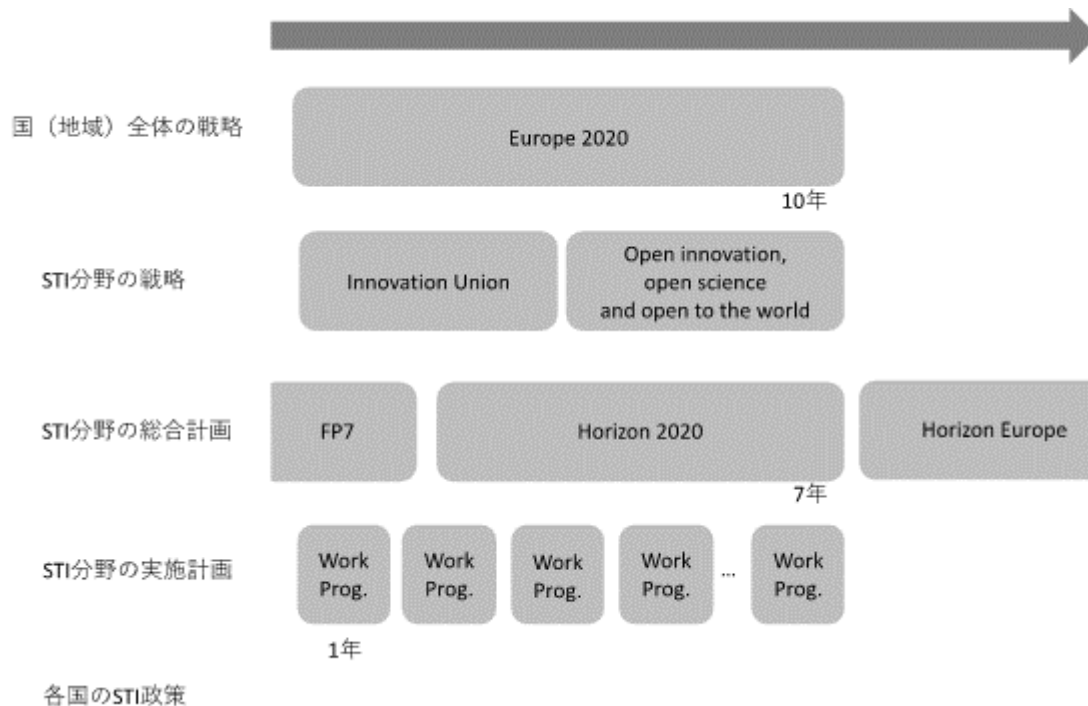 国（地域）全体の戦略
Europe 2020
10年
STI分野の戦略
Innovation Union
Open innovation,
open science
and open to the world
STI分野の総合計画
FP7
Horizon 2020
Horizon Europe
7年
STI分野の実施計画
Work
Prog.
Work
Prog.
Work
Prog.
Work
Prog.
...
Work
Prog.
1年
各国のSTI政策